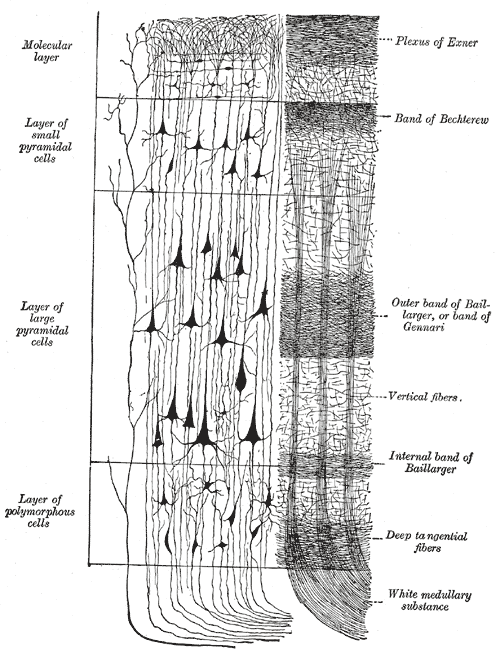 Molecular
layer
Layer of
small
pyramidal
cells
Layer of
large
pyramidal
cells
Layer of
polymorphous
cells
Plexus of Exner
Band of Bechterew
Outer band of Bail-
larger, or band of
Gennari
Vertical fibers.
Internal band of
Baillarger
Deep tangential
fibers
White medullary
substance